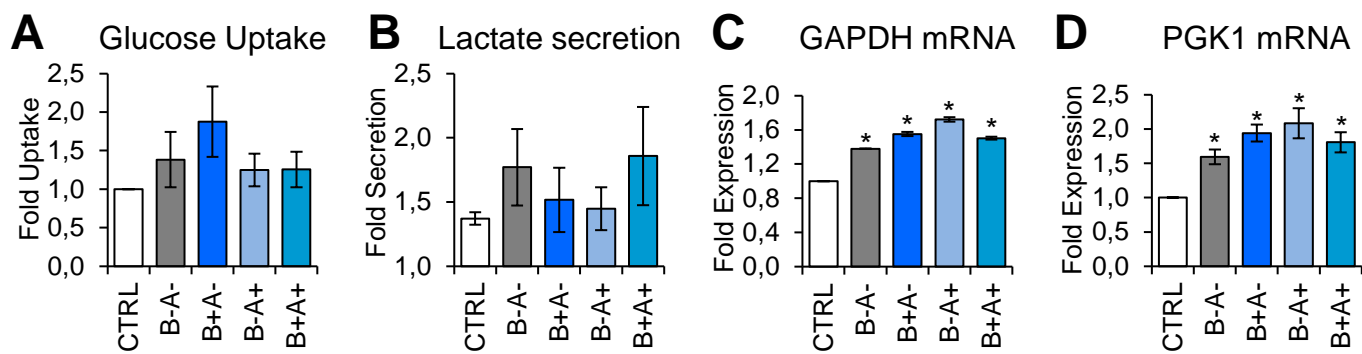 A Glucose Uptake
Fold Uptake
2,5
2,0
1,5
1,0
0,5
0,0
CTRL
B-A-
B+A-
B-A+
B+A+
B Lactate secretion
Fold Secretion
2,5
2,0
1,5
1,0
CTRL
B-A-
B+A-
B-A+
B+A+
C GAPDH mRNA
Fold Expression
2,0
1,6
1,2
0,8
0,4
0,0
* * * *
CTRL
B-A-
B+A-
B-A+
B+A+
D PGK1 mRNA
Fold Expression
2,5
2,0
1,5
1,0
0,5
0,0
* * * *
CTRL
B-A-
B+A-
B-A+
B+A+